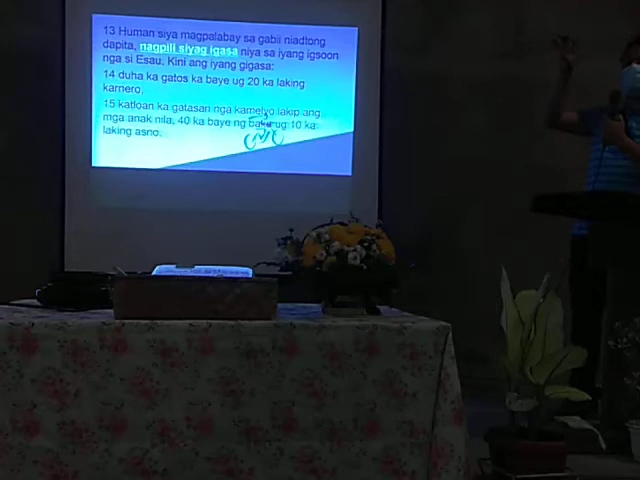 13 Human siya magpalabay sa gabii niadtong
dapita, nagpili siyag igasa niya sa iyang igsoon
nga si Esau. Kini ang iyang gigasa:
14 duha ka gatos ka baye ug 20 ka laking
karnero,
15 katloan ka gatasan nga kamelyo lakip ang
mga anak nila, 40 ka baye ng baka ug 10 ka
laking asno.